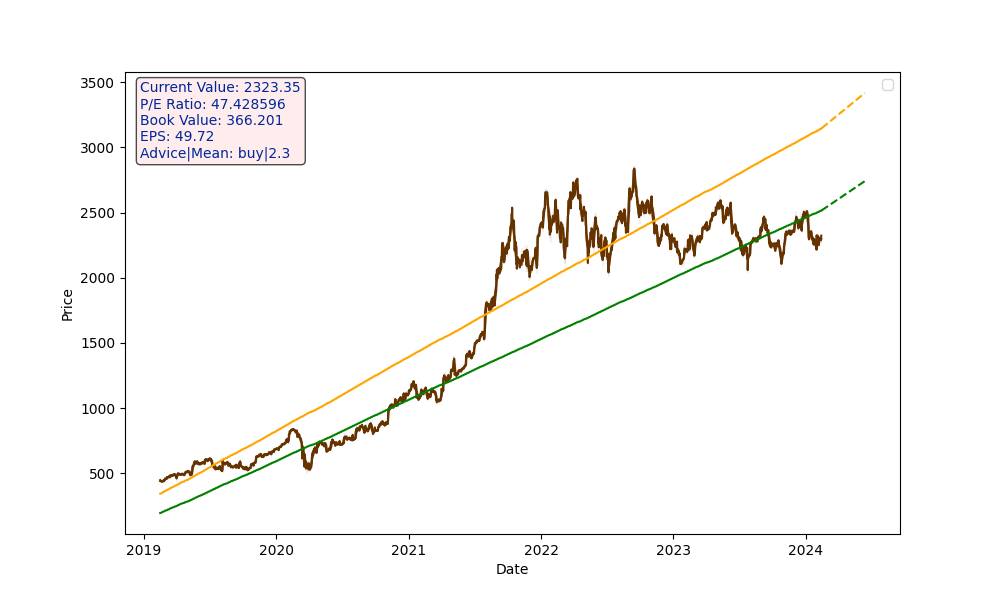 Current Value: 2323.35
P/E Ratio: 47.428596
Book Value: 366.201
EPS: 49.72
Advice|Mean: buy|2.3
3500
3000
2500
2000
1500
1000
500
Price
2019 2020 2021 2022 2023 2024
Date